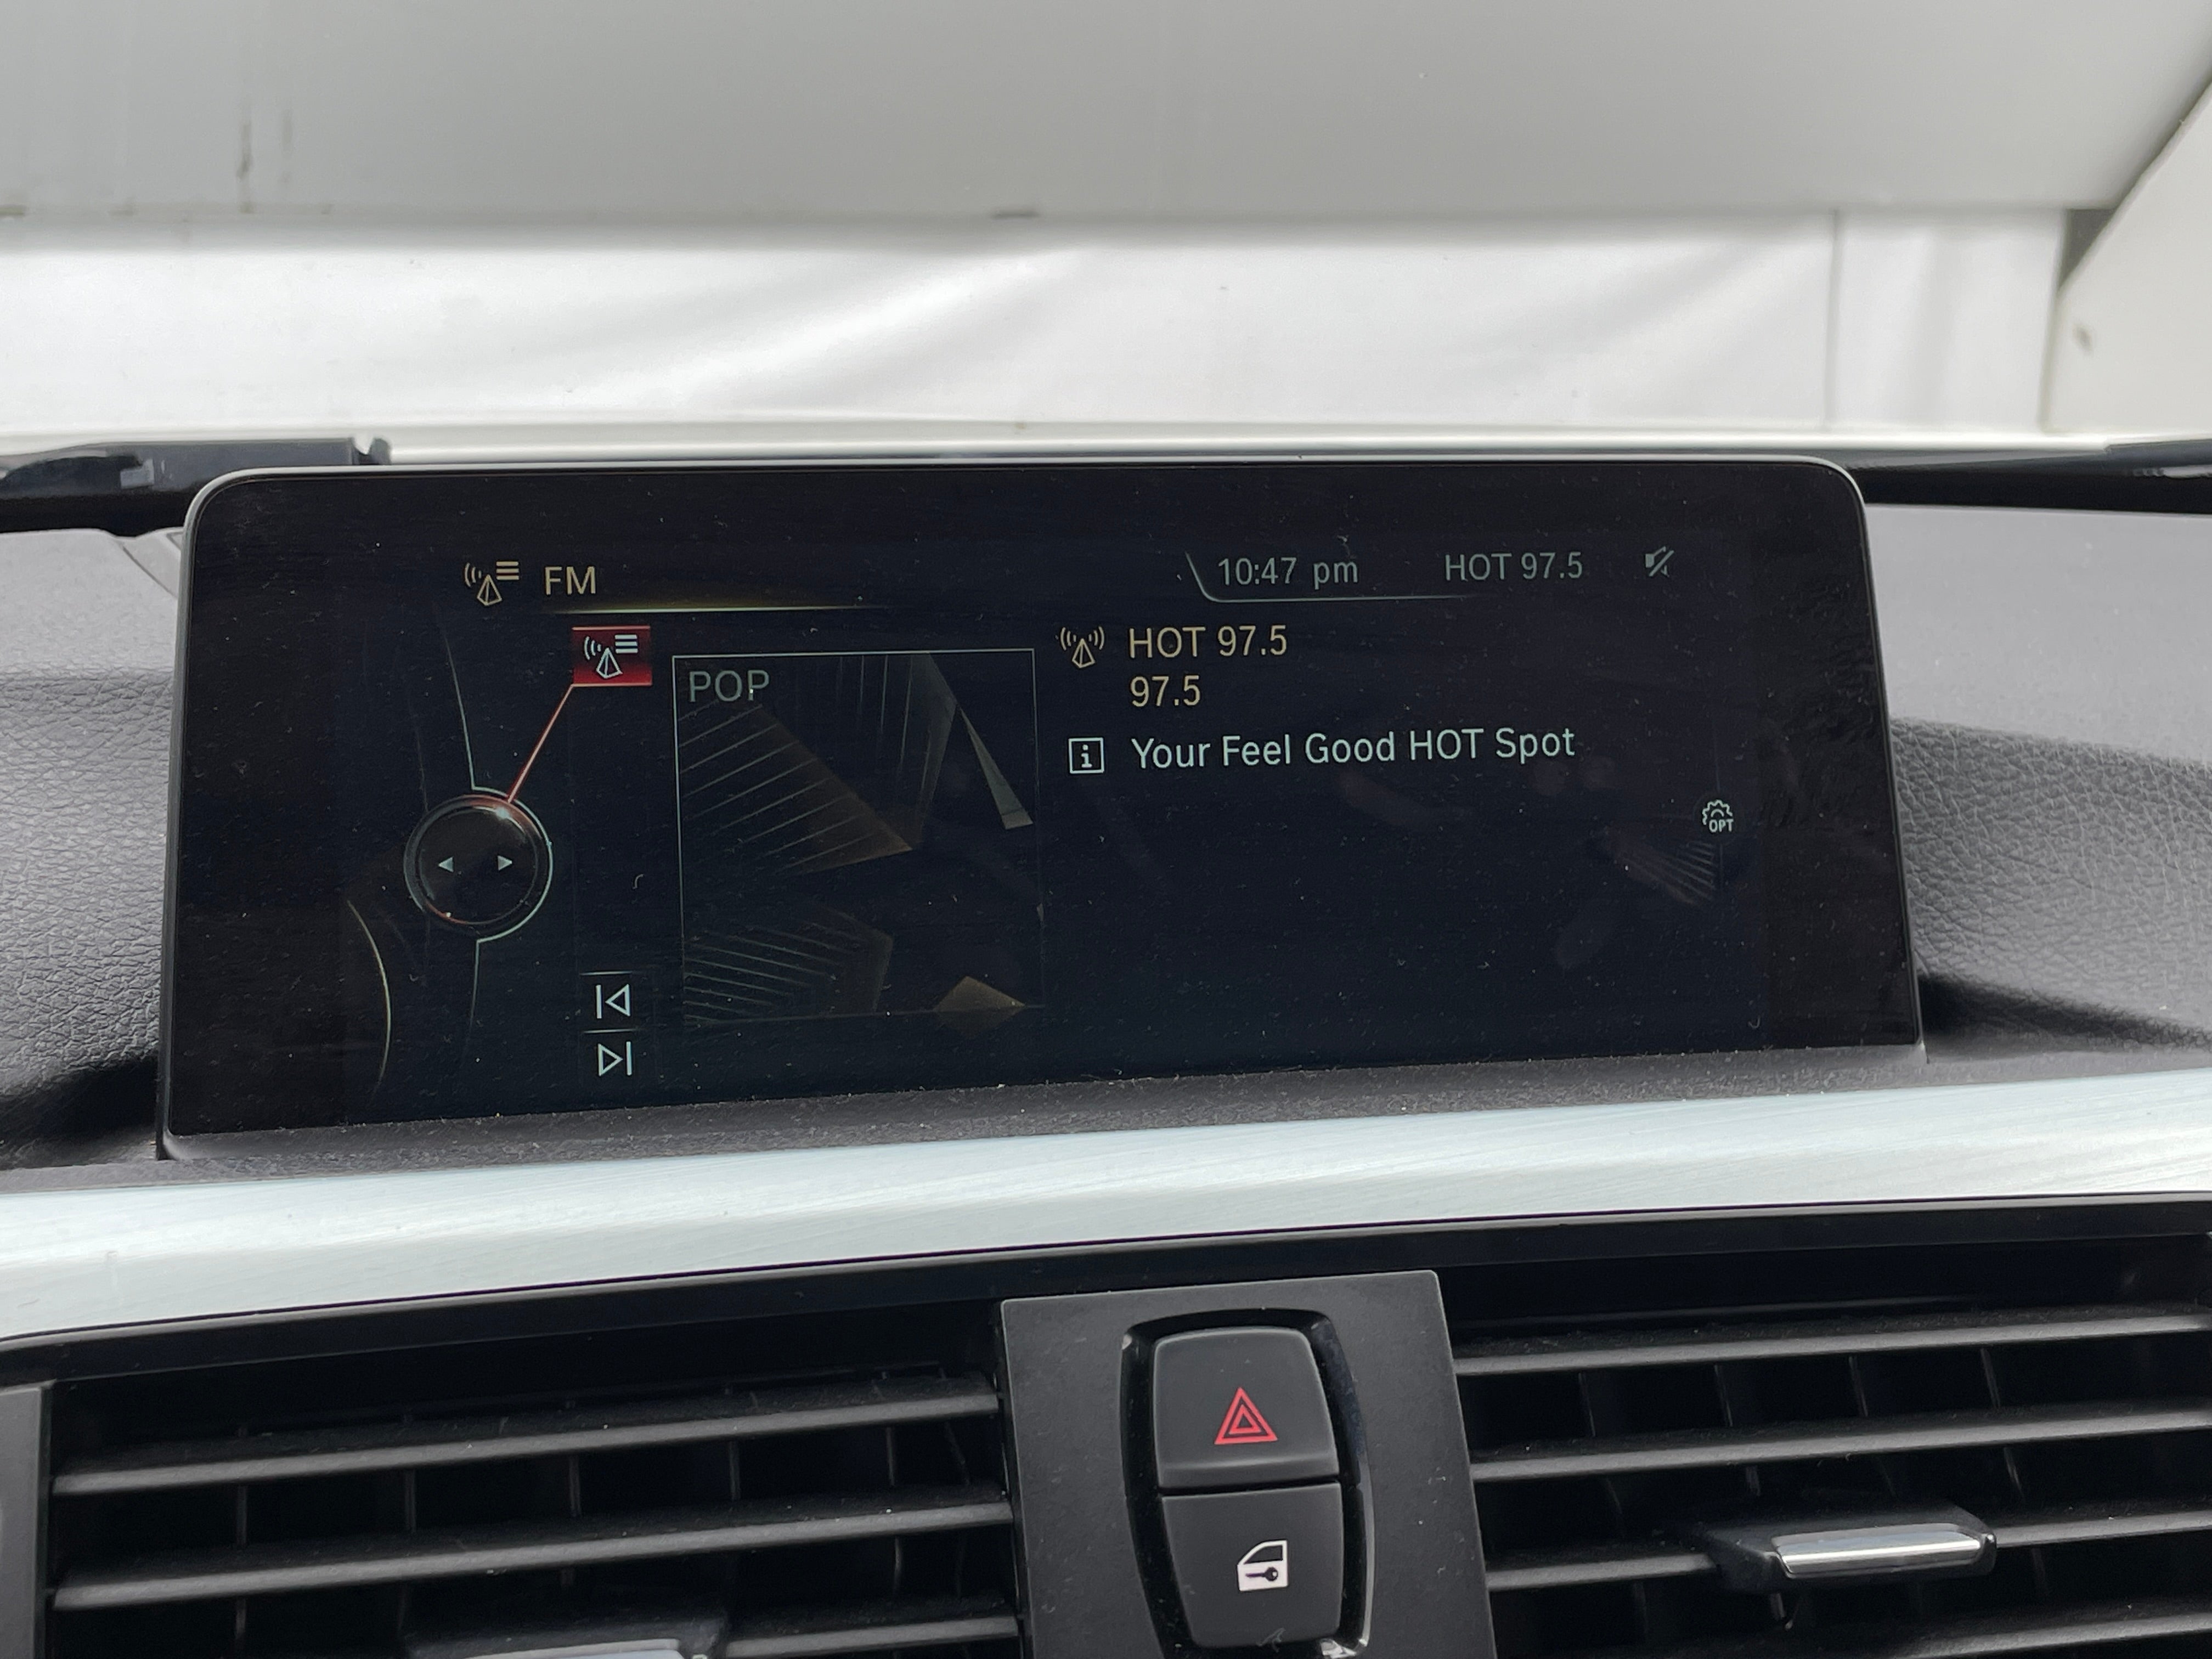 FM
10:47 pm HOT 97.5
POP
HOT 97.5
97.5
i Your Feel Good HOT Spot
OPT